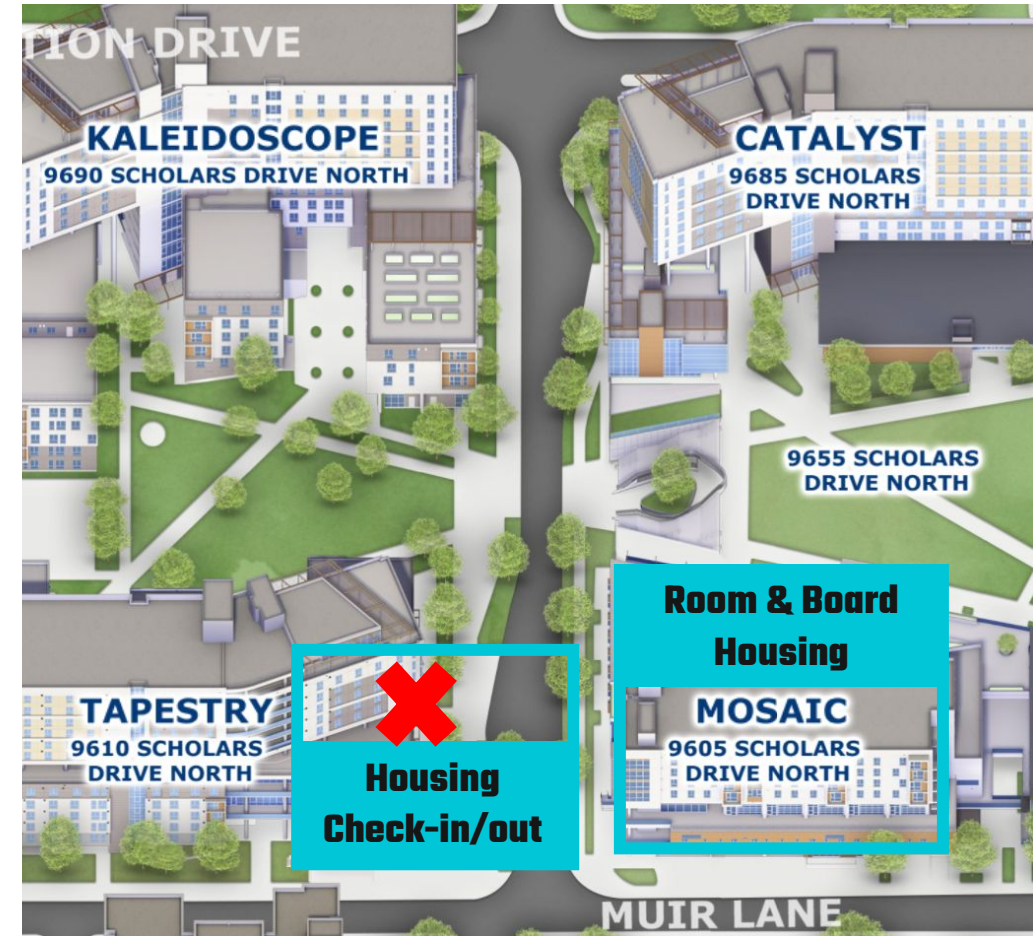 TION DRIVE
KALEIDOSCOPE
9690 SCHOLARS DRIVE NORTH
CATALYST
9685 SCHOLARS
DRIVE NORTH
9655 SCHOLARS
DRIVE NORTH
Room & Board
Housing
MOSAIC
9605 SCHOLARS
DRIVE NORTH
TAPESTRY
9610 SCHOLARS
DRIVE NORTH
Housing
Check-in/out
MUIR LANE